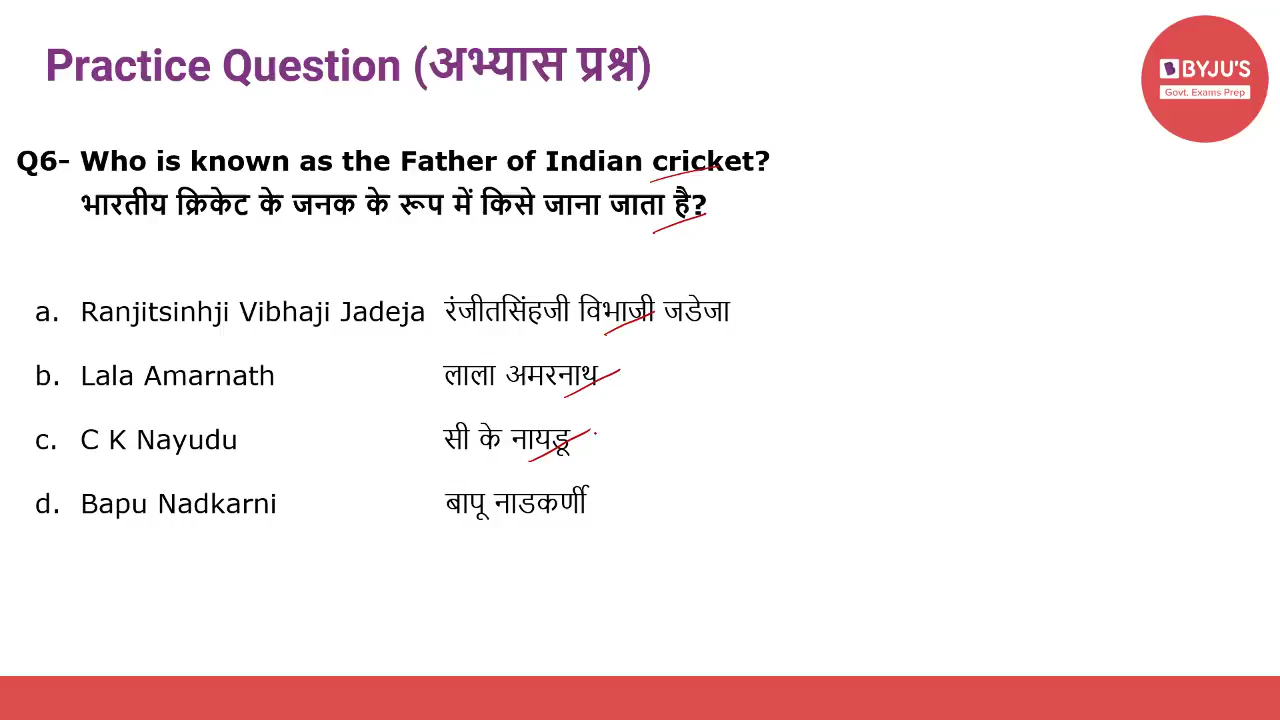 Practice Question (अभ्यास प्रश्न)
BYJU'S
Govt. Exams Prep
Q6- Who is known as the Father of Indian cricket?
भारतीय क्रिकेट के जनक के रूप में किसे जाना जाता है?
a. Ranjitsinhji Vibhaji Jadeja रंजीतसिंहजी विभाजी जडेजा
b. Lala Amarnath लाला अमरनाथ
c. C K Nayudu सी के नायडू
d. Bapu Nadkarni बापू नाडकर्णी